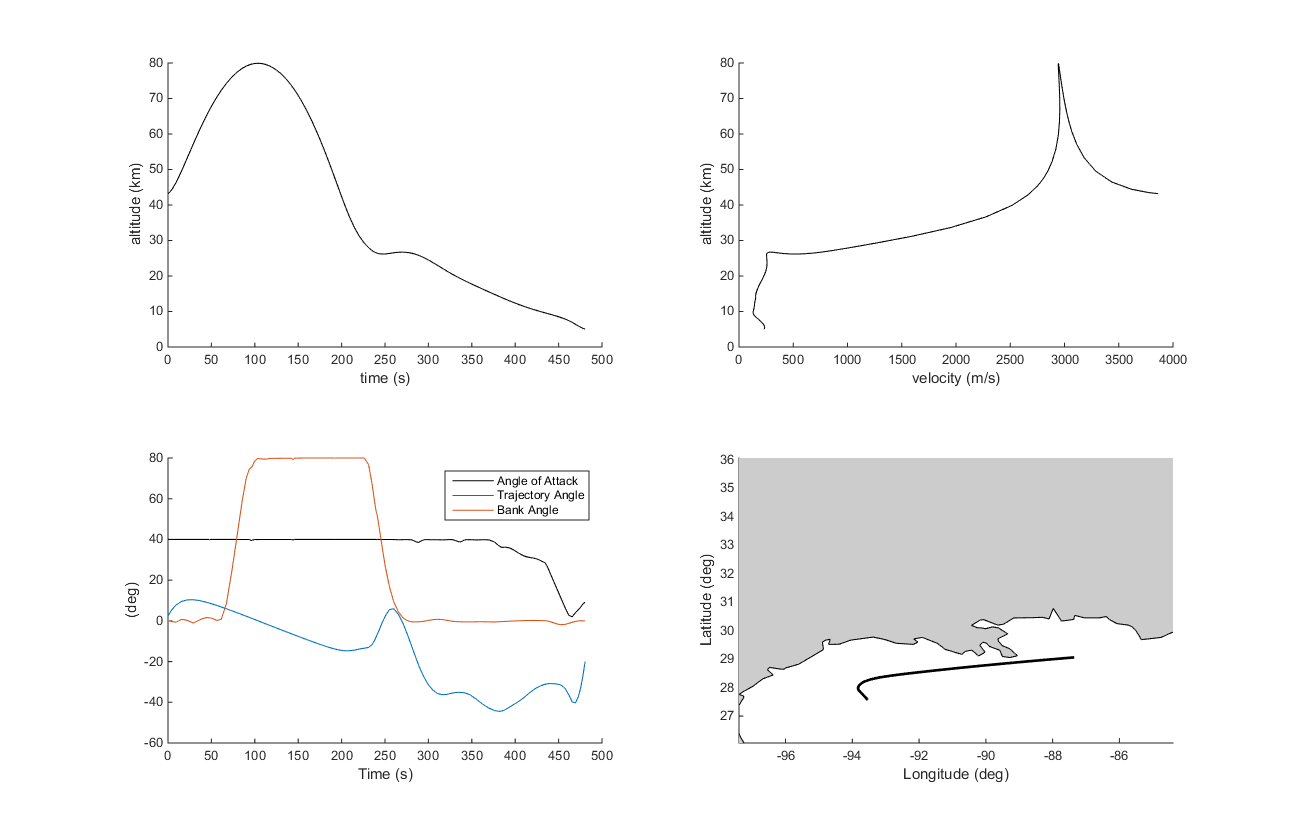 80
70
60
50
40
30
20
10
0
altitude (km)
0 50 100 150 200 250 300 350 400 450 500
time (s)
80
70
60
50
40
30
20
10
0
altitude (km)
0 500 1000 1500 2000 2500 3000 3500 4000
velocity (m/s)
80
60
40
20
0
-20
-40
-60
(deg)
Angle of Attack
Trajectory Angle
Bank Angle
0 50 100 150 200 250 300 350 400 450 500
Time (s)
36
35
34
33
32
31
30
29
28
27
Latitude (deg)
-96 -94 -92 -90 -88 -86
Longitude (deg)